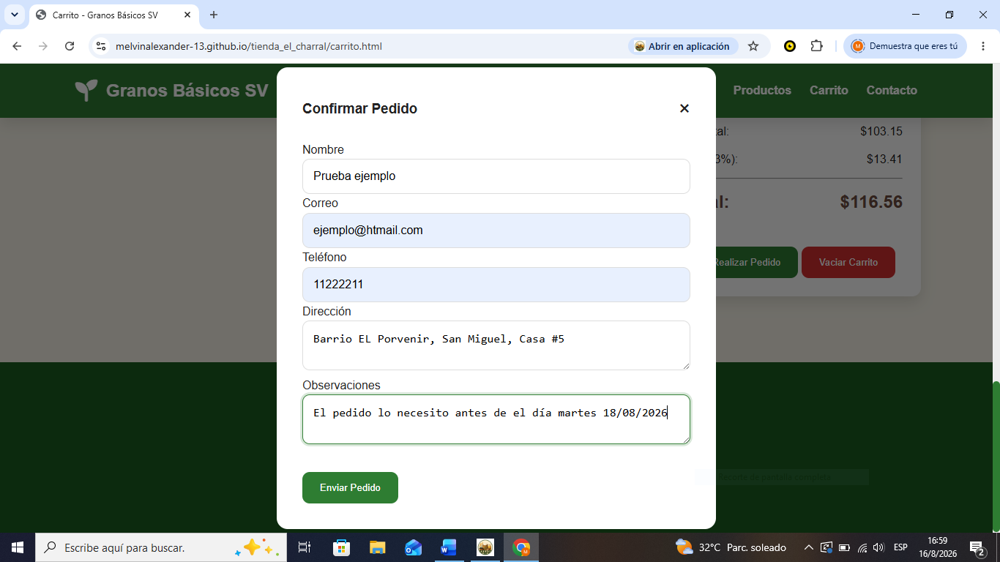 Carrito - Granos Básicos SV
melvinalexander-13.github.io/tienda_el_charral/carrito.html
Abrir en aplicación
Demuestra que eres tú
Granos Básicos SV
Productos
Carrito
Contacto
Confirmar Pedido
Nombre
Prueba ejemplo
Correo
ejemplo@htmail.com
Teléfono
11222211
Dirección
Barrio EL Porvenir, San Miguel, Casa #5
Observaciones
El pedido lo necesito antes de el día martes 18/08/2026
Enviar Pedido
tal: $103.15
3%): $13.41
al: $116.56
Realizar Pedido
Vaciar Carrito
Recorte de pantalla completa
Escribe aquí para buscar.
32°C Parc. soleado
ESP
16:59
16/8/2026
2